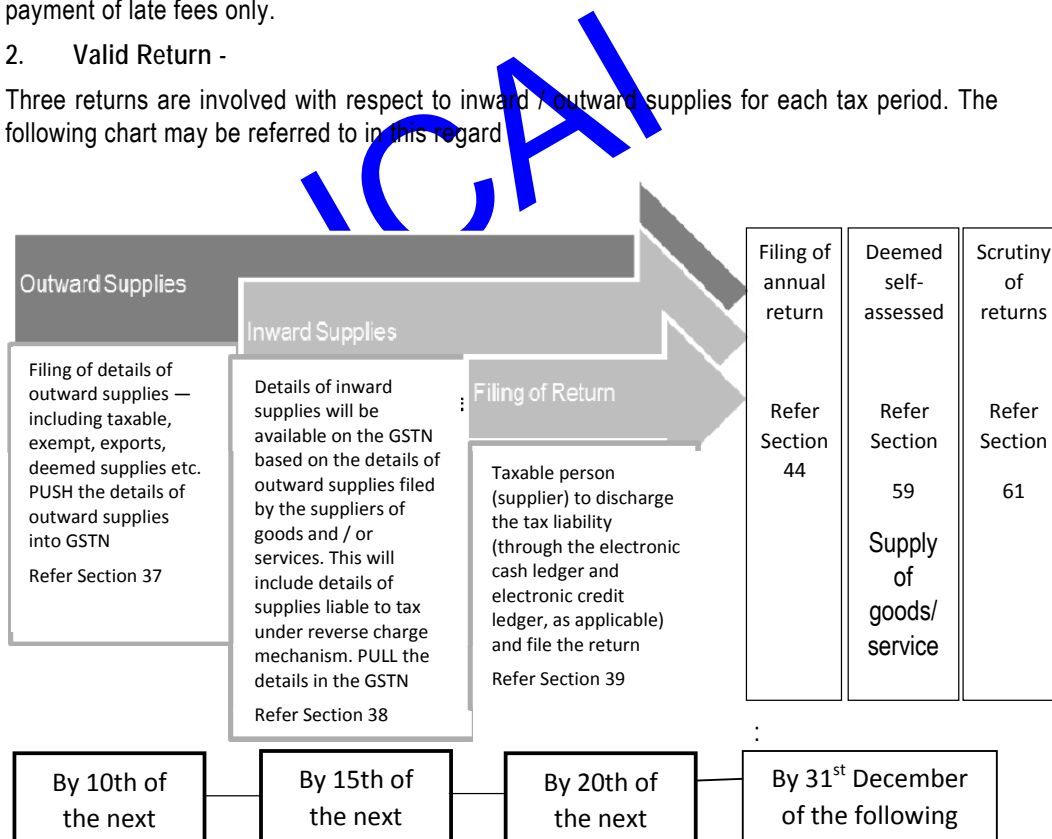 payment of late fees only.
2. Valid Return -
Three returns are involved with respect to inward / outward supplies for each tax period. The
following chart may be referred to in this regard
ICAI
Outward Supplies
Inward Supplies
Filing of Return
Filing of details of
outward supplies —
including taxable,
exempt, exports,
deemed supplies etc.
PUSH the details of
outward supplies
into GSTN
Refer Section 37
Details of inward
supplies will be
available on the GSTN
based on the details of
outward supplies filed
by the suppliers of
goods and / or
services. This will
include details of
supplies liable to tax
under reverse charge
mechanism. PULL the
details in the GSTN
Refer Section 38
Taxable person
(supplier) to discharge
the tax liability
(through the electronic
cash ledger and
electronic credit
ledger, as applicable)
and file the return
Refer Section 39
Filing of
annual
return
Refer
Section
44
Deemed
self-
assessed
Refer
Section
59
Supply
of
goods/
service
Scrutiny
of
returns
Refer
Section
61
:
By 10th of
the next
By 15th of
the next
By 20th of
the next
By 31st December
of the following